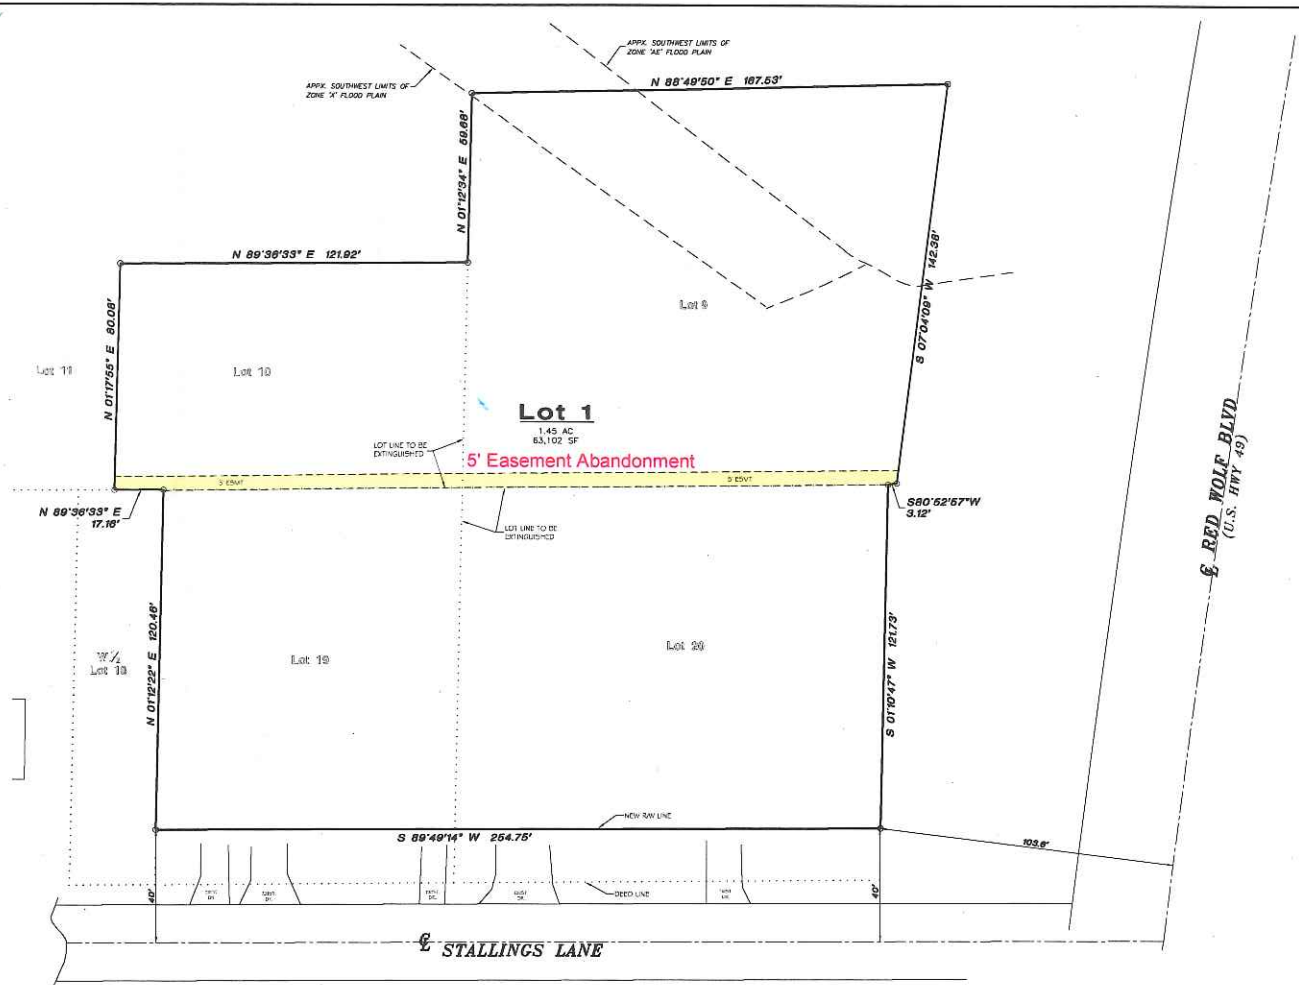 APPX. SOUTHWEST LIMITS OF
ZONE "AE" FLOOD PLAIN
APPX. SOUTHWEST LIMITS OF
ZONE "A" FLOOD PLAIN
N 88°49'50" E 167.53'
N 01°12'34" E 59.68'
N 89°36'33" E 121.92'
S 07°04'09" W 142.38'
N 01°17'55" E 80.08'
Lot 9
Lot 11
Lot 10
Lot 1
1.45 AC
63,102 SF
LOT LINE TO BE
EXTINGUISHED
5' Easement Abandonment
5' ESMT
5' ESMT
N 89°36'33" E
17.16'
S80°52'57"W
3.12'
LOT LINE TO BE
EXTINGUISHED
℄ RED WOLF BLVD
(U.S. HWY 49)
N 01°12'22" E 120.46'
S 01°10'47" W 121.73'
W½
Lot 18
Lot 19
Lot 20
NEW R/W LINE
S 89°49'14" W 254.75'
103.6'
40'
DEED LINE
40'
℄ STALLINGS LANE